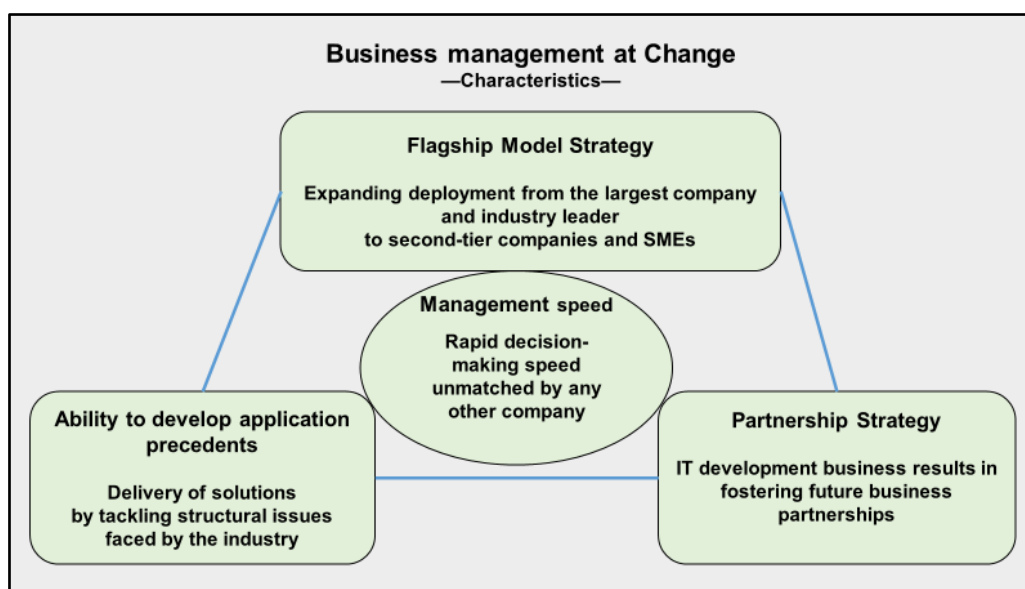 Business management at Change
—Characteristics—
Flagship Model Strategy
Expanding deployment from the largest company
and industry leader
to second-tier companies and SMEs
Management speed
Rapid decision-
making speed
unmatched by any
other company
Ability to develop application
precedents
Delivery of solutions
by tackling structural issues
faced by the industry
Partnership Strategy
IT development business results in
fostering future business
partnerships